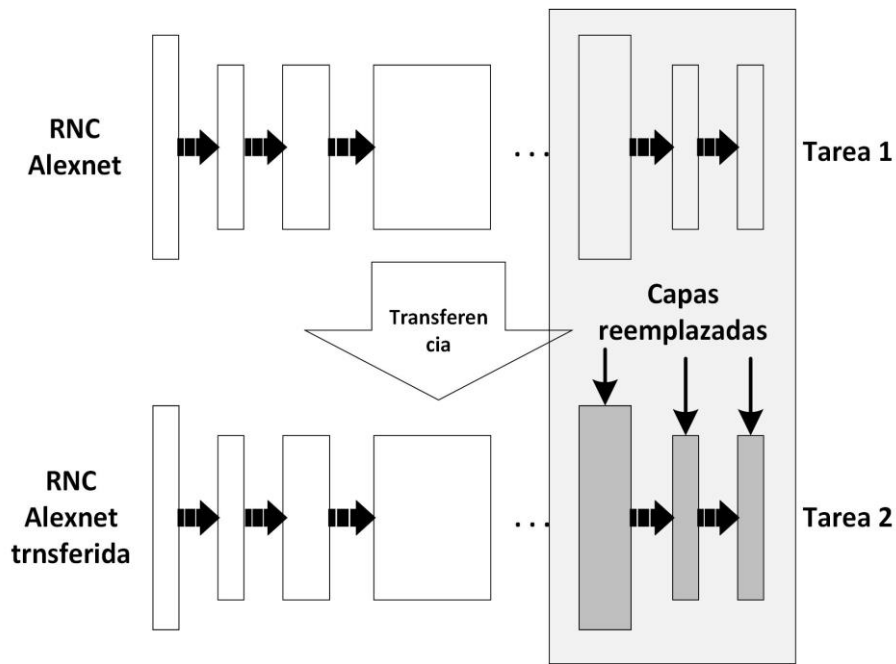 RNC
Alexnet
. . .
Tarea 1
Transferen
cia
Capas
reemplazadas
RNC
Alexnet
trnsferida
. . .
Tarea 2